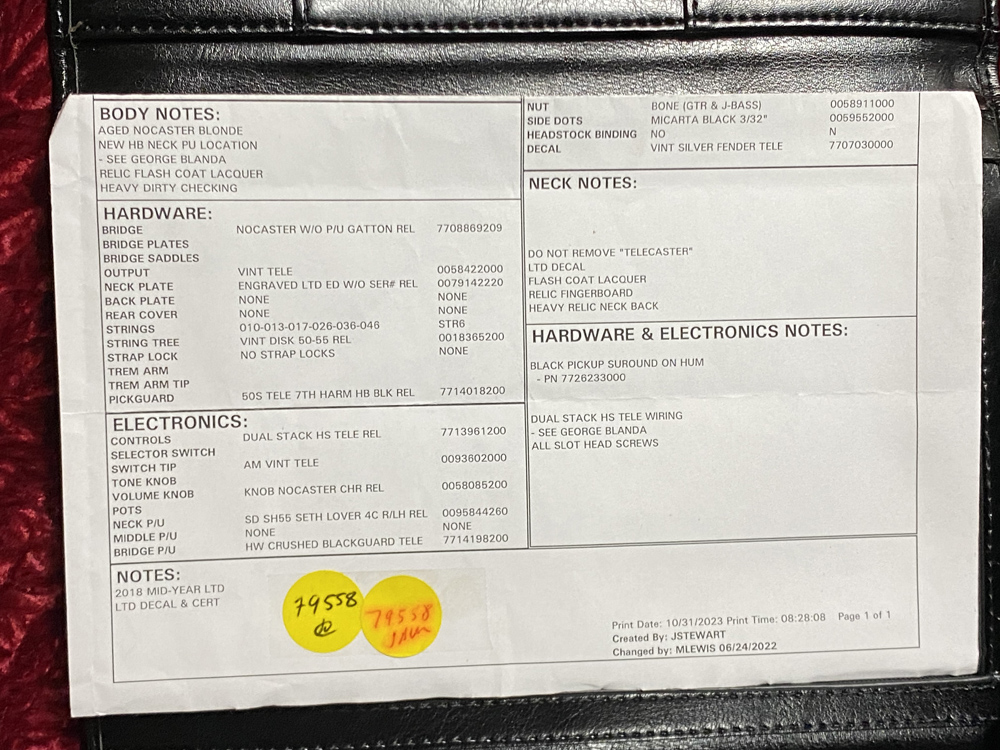 BODY NOTES:
AGED NOCASTER BLONDE
NEW HB NECK PU LOCATION
- SEE GEORGE BLANDA
RELIC FLASH COAT LACQUER
HEAVY DIRTY CHECKING
HARDWARE:
BRIDGE NOCASTER W/O P/U GATTON REL 7708869209
BRIDGE PLATES
BRIDGE SADDLES
OUTPUT VINT TELE 0058422000
NECK PLATE ENGRAVED LTD ED W/O SER# REL 0079142220
BACK PLATE NONE NONE
REAR COVER NONE NONE
STRINGS 010-013-017-026-036-046 STR6
STRING TREE VINT DISK 50-55 REL 0018365200
STRAP LOCK NO STRAP LOCKS NONE
TREM ARM
TREM ARM TIP
PICKGUARD 50S TELE 7TH HARM HB BLK REL 7714018200
ELECTRONICS:
CONTROLS DUAL STACK HS TELE REL 7713961200
SELECTOR SWITCH
SWITCH TIP AM VINT TELE 0093602000
TONE KNOB
VOLUME KNOB KNOB NOCASTER CHR REL 0058085200
POTS
NECK P/U SD SH55 SETH LOVER 4C R/LH REL 0095844260
MIDDLE P/U NONE NONE
BRIDGE P/U HW CRUSHED BLACKGUARD TELE 7714198200
NUT BONE (GTR & J-BASS) 0058911000
SIDE DOTS MICARTA BLACK 3/32" 0059552000
HEADSTOCK BINDING NO N
DECAL VINT SILVER FENDER TELE 7707030000
NECK NOTES:
DO NOT REMOVE "TELECASTER"
LTD DECAL
FLASH COAT LACQUER
RELIC FINGERBOARD
HEAVY RELIC NECK BACK
HARDWARE & ELECTRONICS NOTES:
BLACK PICKUP SUROUND ON HUM
- PN 7726233000
DUAL STACK HS TELE WIRING
- SEE GEORGE BLANDA
ALL SLOT HEAD SCREWS
NOTES:
2018 MID-YEAR LTD
LTD DECAL & CERT
79558
79558
Print Date: 10/31/2023 Print Time: 08:28:08 Page 1 of 1
Created By: JSTEWART
Changed by: MLEWIS 06/24/2022